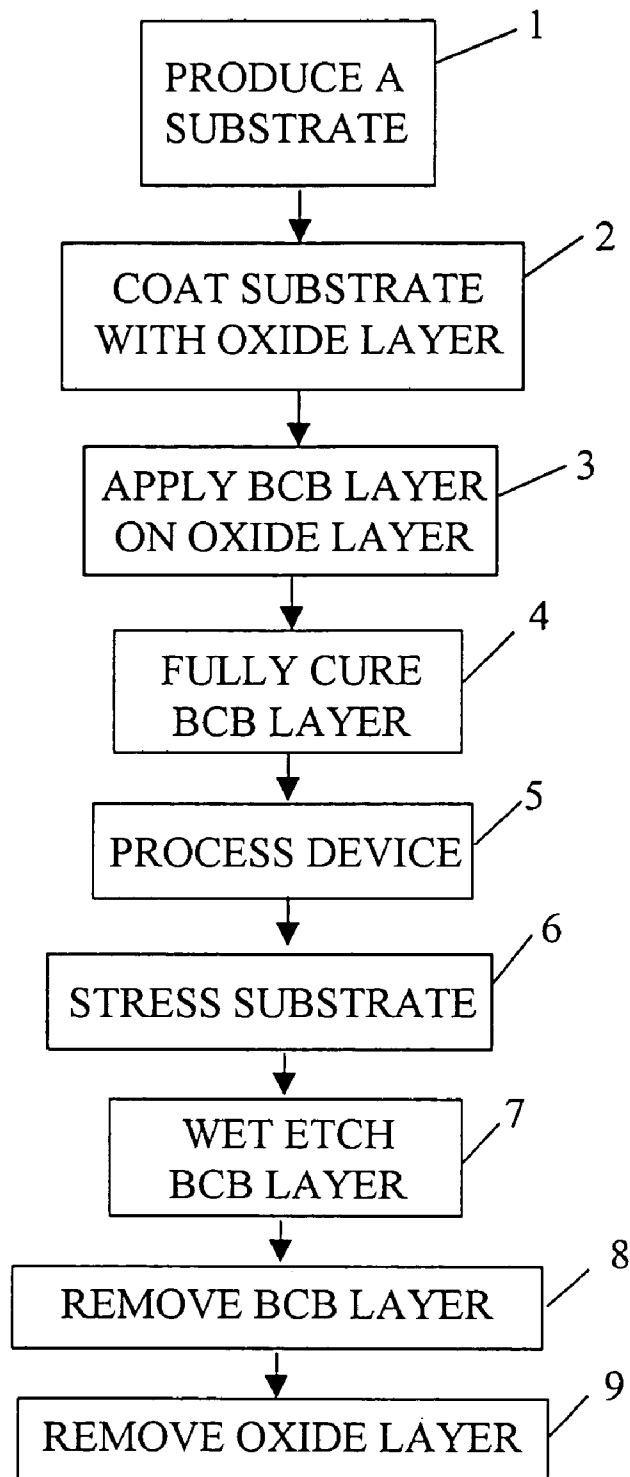 1
PRODUCE A
SUBSTRATE
2
COAT SUBSTRATE
WITH OXIDE LAYER
3
APPLY BCB LAYER
ON OXIDE LAYER
4
FULLY CURE
BCB LAYER
5
PROCESS DEVICE
6
STRESS SUBSTRATE
7
WET ETCH
BCB LAYER
8
REMOVE BCB LAYER
9
REMOVE OXIDE LAYER